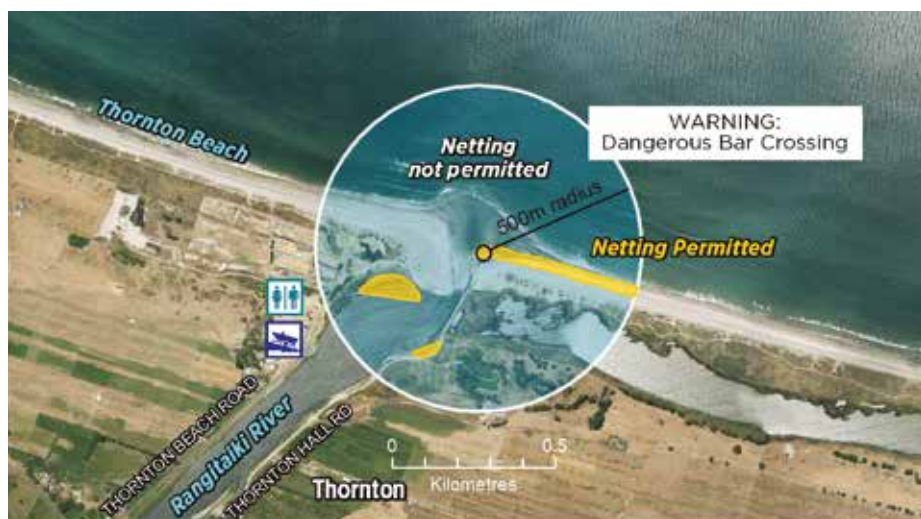 Thornton Beach
Netting
not permitted
WARNING:
Dangerous Bar Crossing
500m radius
Netting Permitted
THORNTON BEACH ROAD
Rangitaiki River
THORNTON HALL RD
0
0.5
Kilometres
Thornton